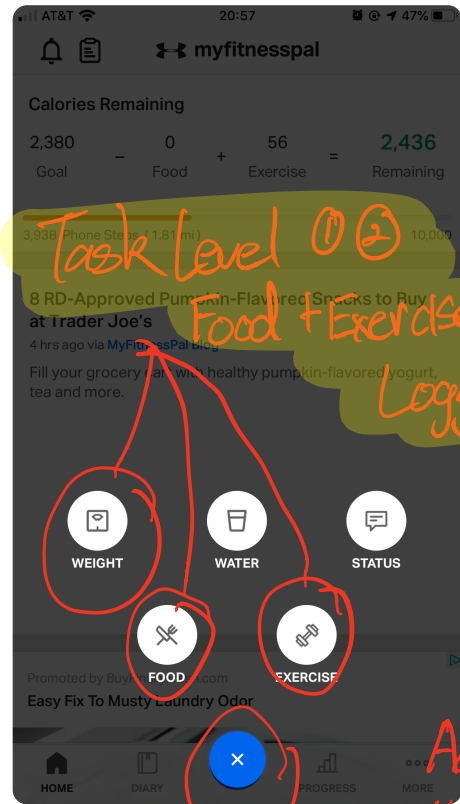 AT&T 20:57 47%
myfitnesspal
Calories Remaining
2,380 - 0 + 56 = 2,436
Goal Food Exercise Remaining
3,938 Phone Steps (1.81 mi) 10,000
Task Level ① ②
8 RD-Approved Pumpkin-Flavored Snacks to Buy
at Trader Joe's
Food + Exercise
4 hrs ago via MyFitnessPal Blog
Fill your grocery cart with healthy pumpkin-flavored yogurt,
tea and more.
WEIGHT WATER STATUS
FOOD EXERCISE
Promoted by
Easy Fix To Musty Laundry Odor
HOME DIARY PROGRESS MORE